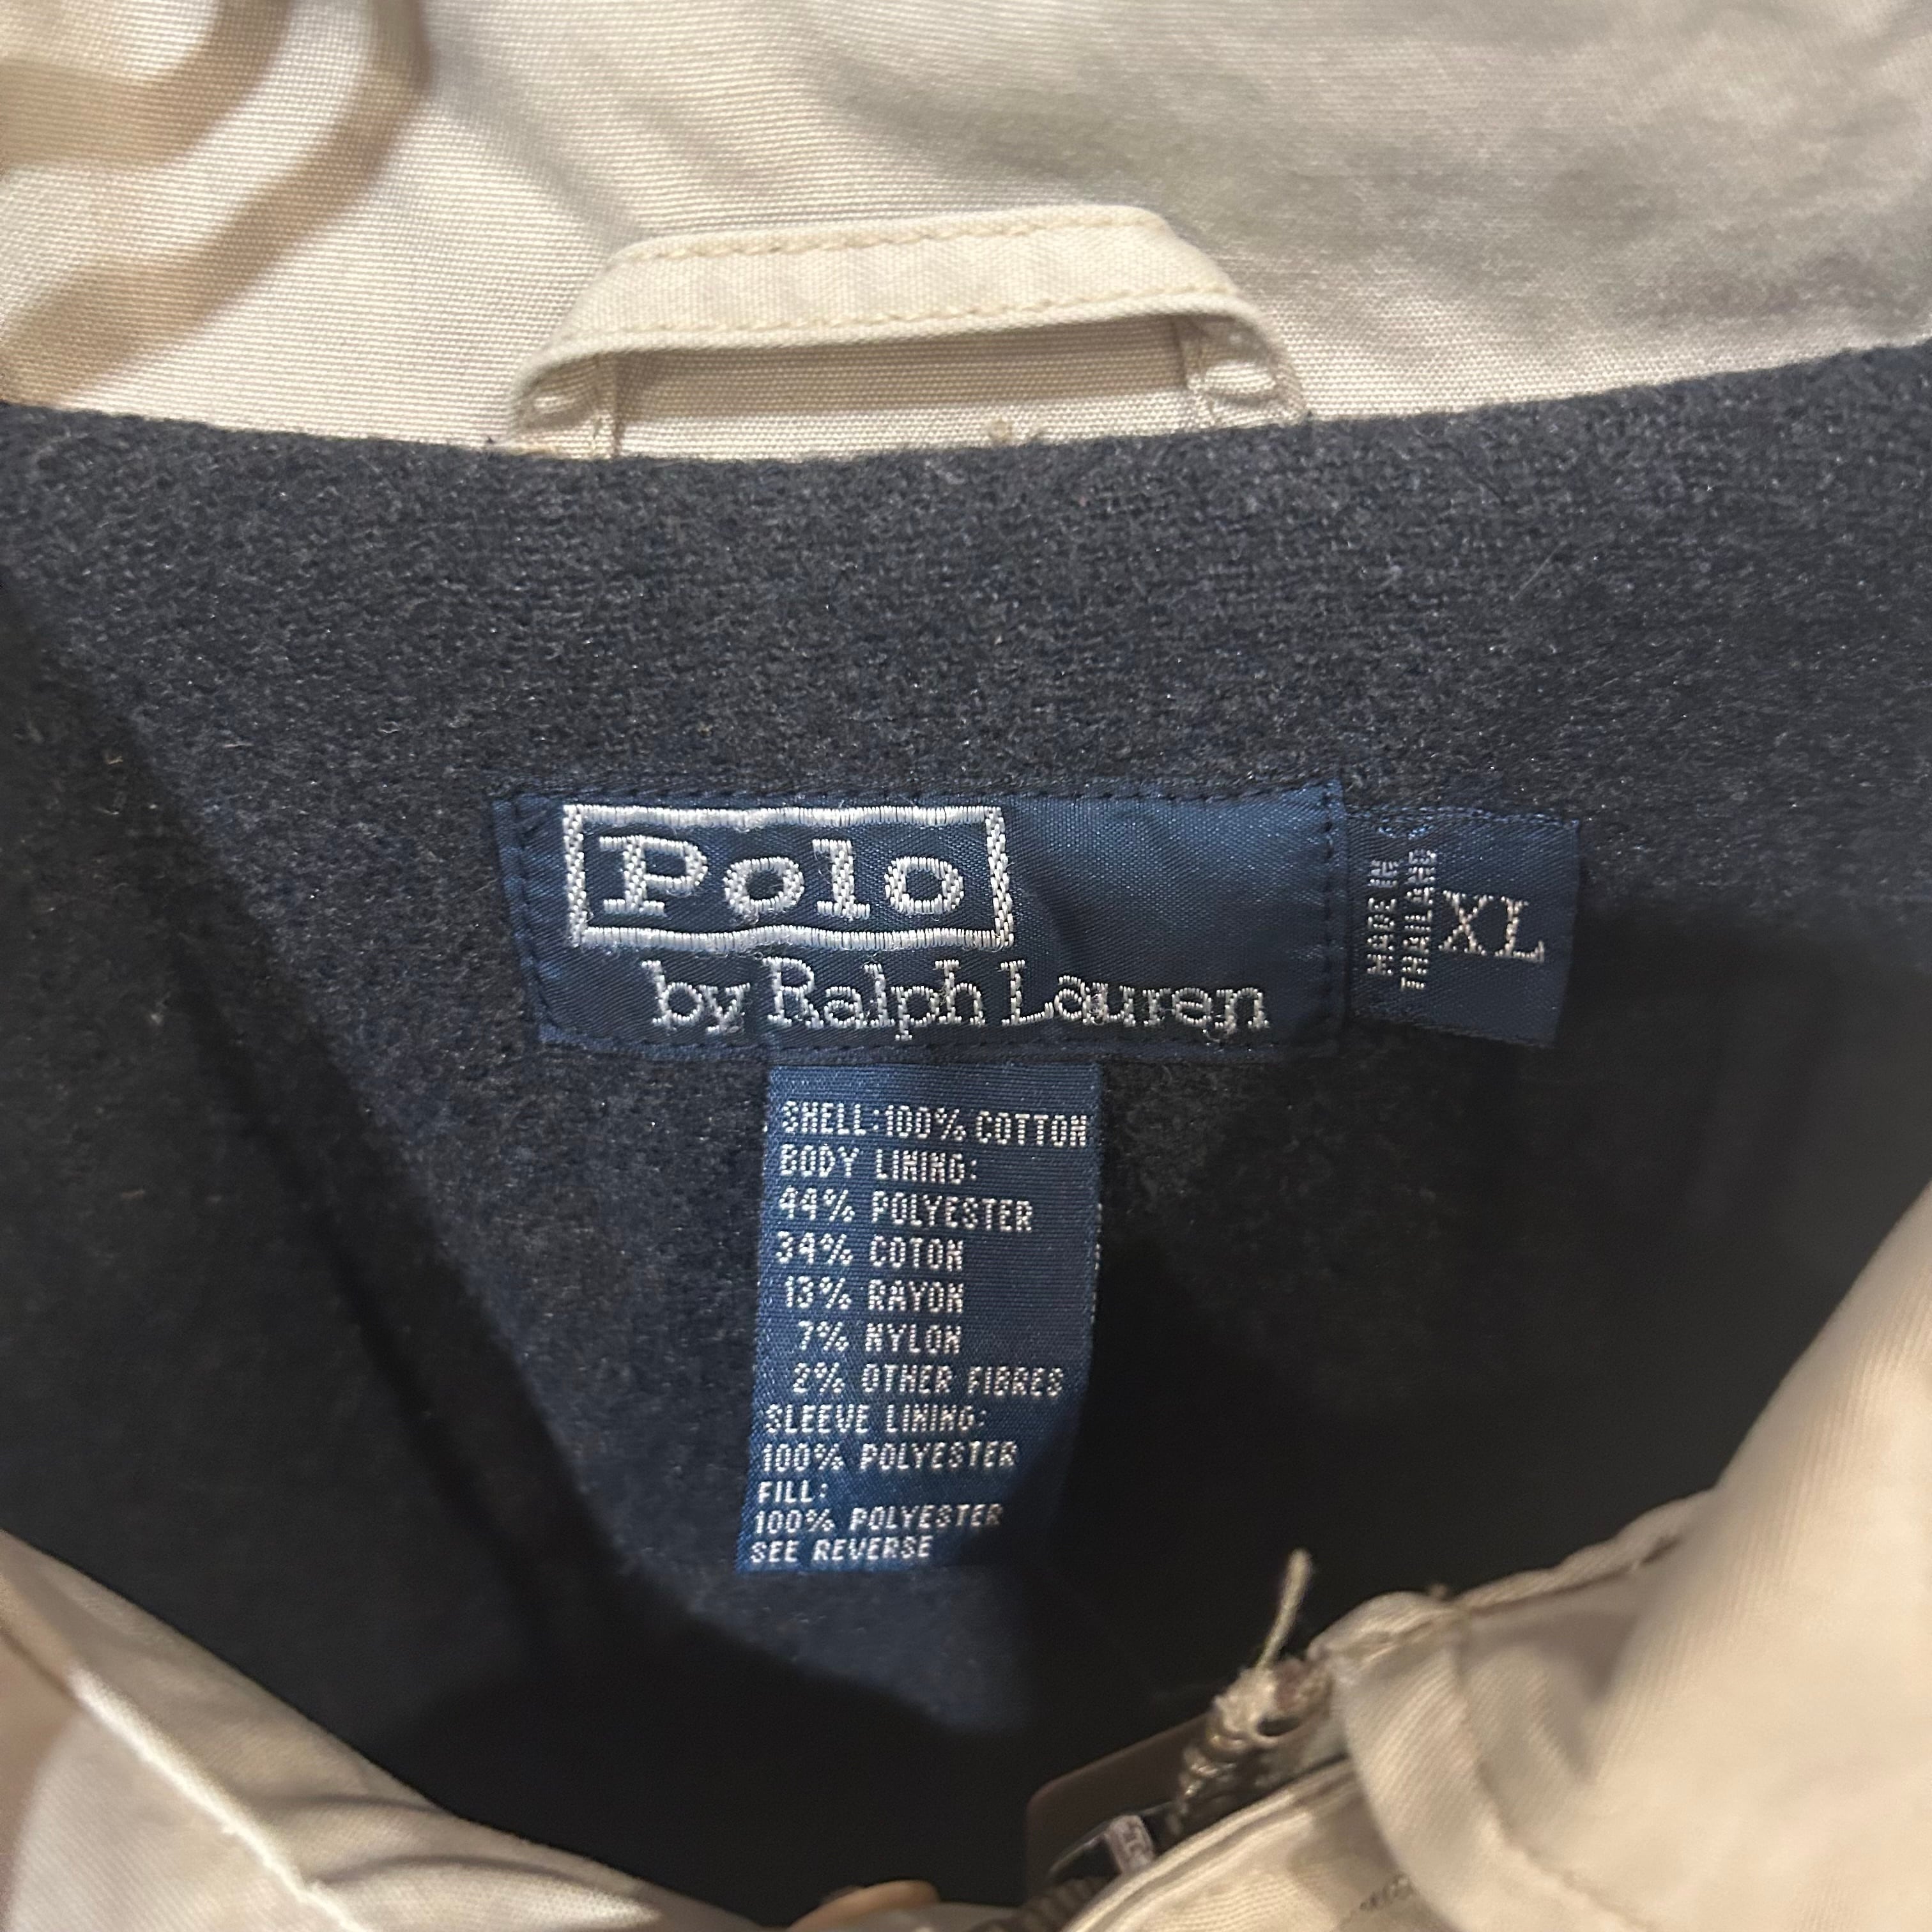 Polo
by Ralph Lauren
MADE IN
THAILAND
XL
SHELL:100% COTTON
BODY LINING:
44% POLYESTER
34% COTON
13% RAYON
7% NYLON
2% OTHER FIBRES
SLEEVE LINING:
100% POLYESTER
FILL:
100% POLYESTER
SEE REVERSE